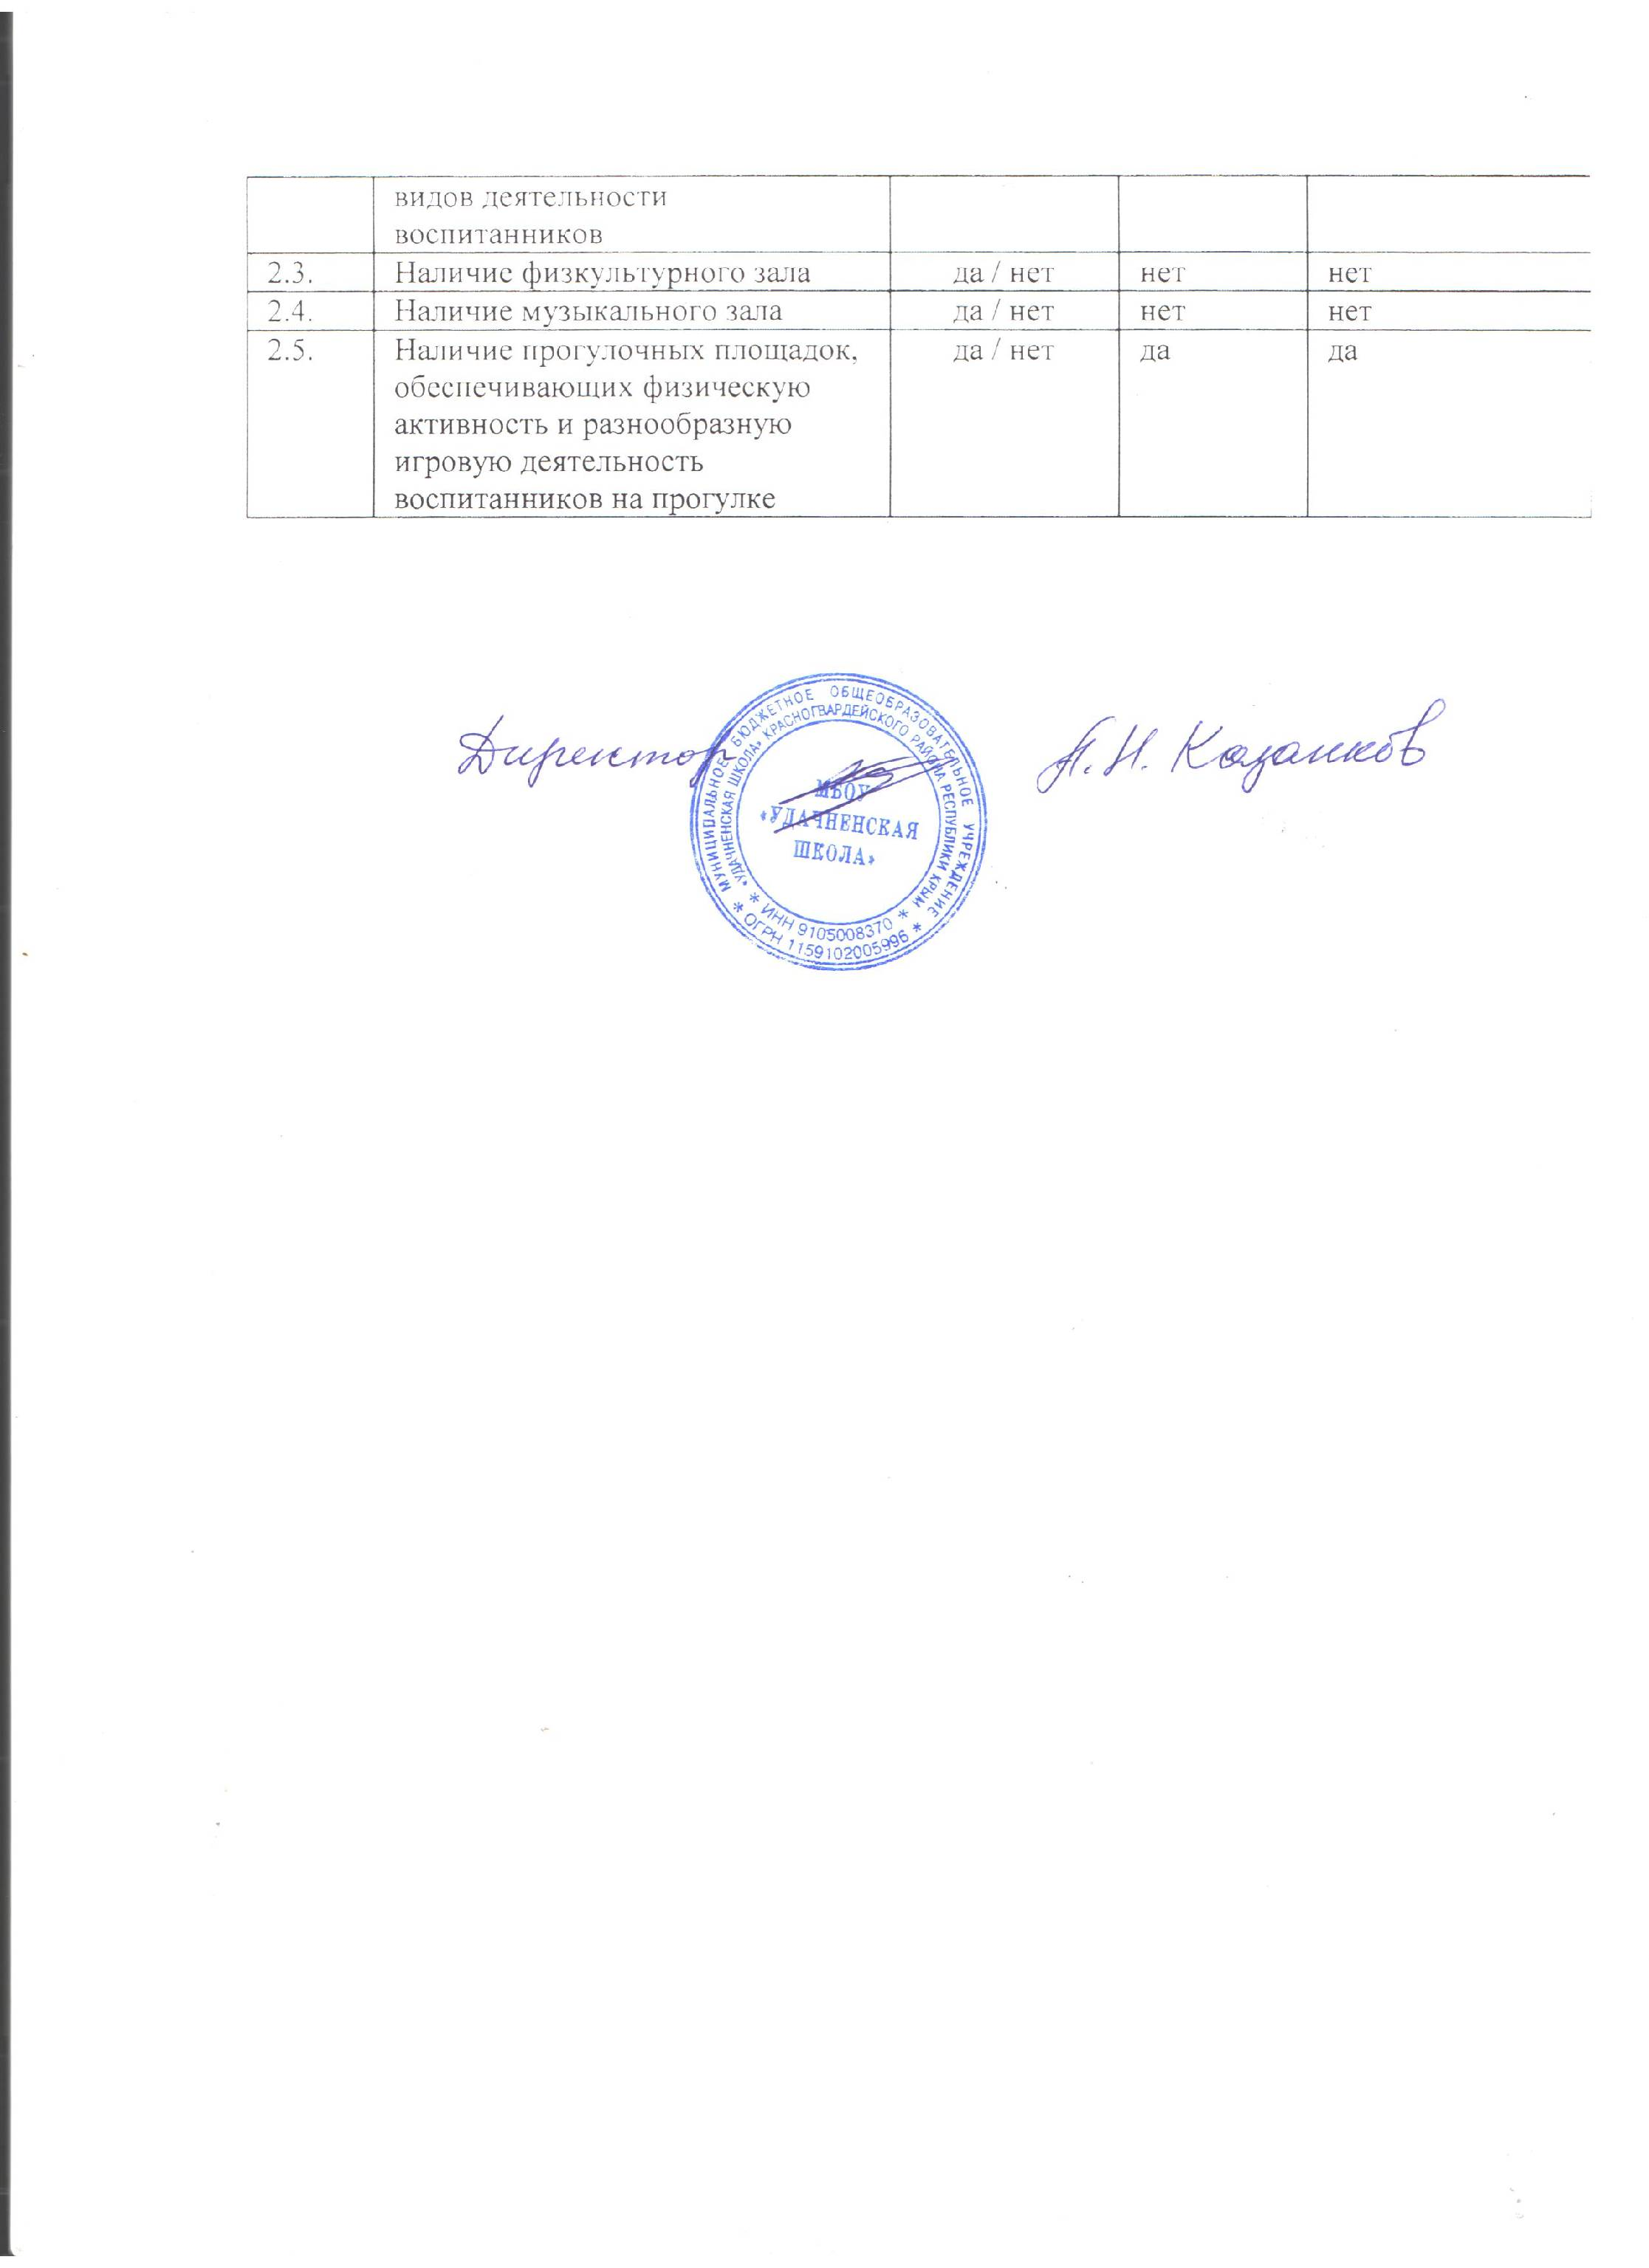 видов деятельности
воспитанников
2.3. Наличие физкультурного зала да / нет нет нет
2.4. Наличие музыкального зала да / нет нет нет
2.5. Наличие прогулочных площадок, да / нет да да
обеспечивающих физическую
активность и разнообразную
игровую деятельность
воспитанников на прогулке
Директор
МУНИЦИПАЛЬНОЕ БЮДЖЕТНОЕ ОБЩЕОБРАЗОВАТЕЛЬНОЕ УЧРЕЖДЕНИЕ
«УДАЧНЕНСКАЯ ШКОЛА» КРАСНОГВАРДЕЙСКОГО РАЙОНА РЕСПУБЛИКИ КРЫМ
МБОУ
«УДАЧНЕНСКАЯ
ШКОЛА»
* ИНН 9105008370 *
* ОГРН 1159102005996 *
П. Н. Казанков